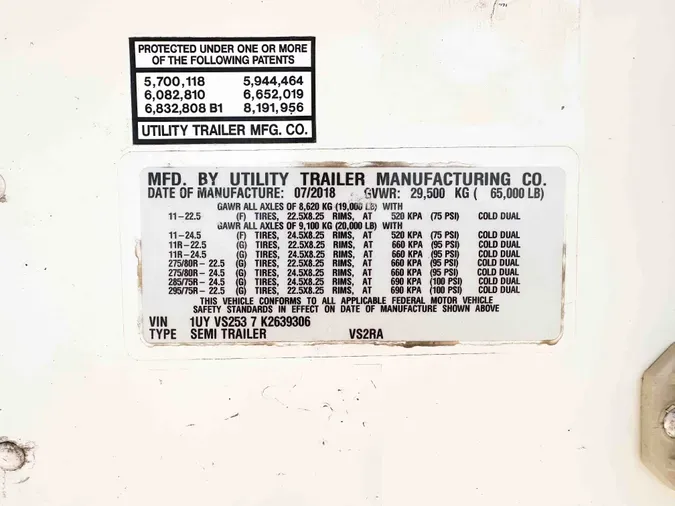 PROTECTED UNDER ONE OR MORE
OF THE FOLLOWING PATENTS
5,700,118 5,944,464
6,082,810 6,652,019
6,832,808 B1 8,191,956
UTILITY TRAILER MFG. CO.
MFD. BY UTILITY TRAILER MANUFACTURING CO.
DATE OF MANUFACTURE: 07/2018 GVWR: 29,500 KG ( 65,000 LB)
GAWR ALL AXLES OF 8,620 KG (19,000 LB) WITH
11-22.5 (F) TIRES, 22.5X8.25 RIMS, AT 520 KPA (75 PSI) COLD DUAL
GAWR ALL AXLES OF 9,100 KG (20,000 LB) WITH
11-24.5 (F) TIRES, 24.5X8.25 RIMS, AT 520 KPA (75 PSI) COLD DUAL
11R-22.5 (G) TIRES, 22.5X8.25 RIMS, AT 660 KPA (95 PSI) COLD DUAL
11R-24.5 (G) TIRES, 24.5X8.25 RIMS, AT 660 KPA (95 PSI) COLD DUAL
275/80R-22.5 (G) TIRES, 22.5X8.25 RIMS, AT 660 KPA (95 PSI) COLD DUAL
275/80R-24.5 (G) TIRES, 24.5X8.25 RIMS, AT 660 KPA (95 PSI) COLD DUAL
285/75R-24.5 (G) TIRES, 24.5X8.25 RIMS, AT 690 KPA (100 PSI) COLD DUAL
295/75R-22.5 (G) TIRES, 22.5X8.25 RIMS, AT 690 KPA (100 PSI) COLD DUAL
THIS VEHICLE CONFORMS TO ALL APPLICABLE FEDERAL MOTOR VEHICLE
SAFETY STANDARDS IN EFFECT ON DATE OF MANUFACTURE SHOWN ABOVE
VIN 1UY VS253 7 K2639306
TYPE SEMI TRAILER VS2RA